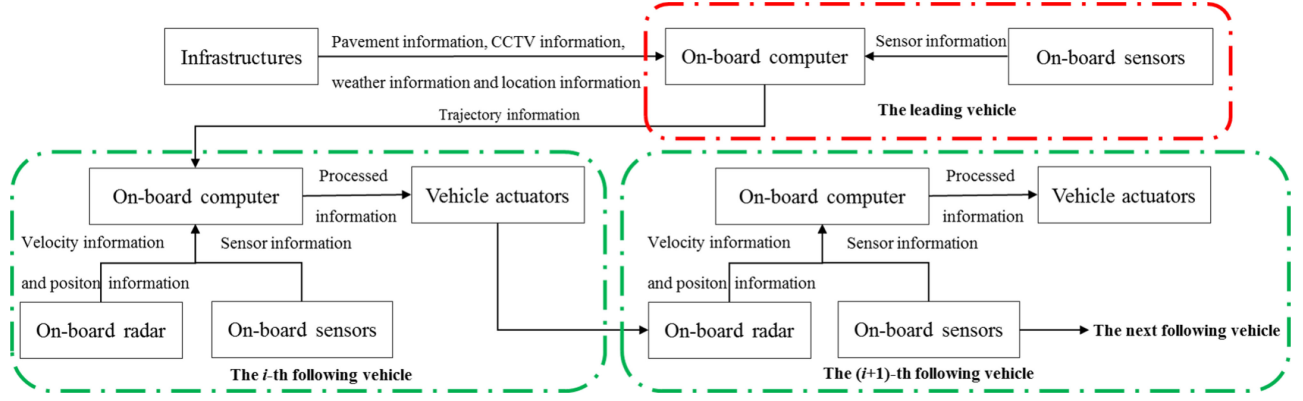 Infrastructures
Pavement information, CCTV information,
weather information and location information
On-board computer
Sensor information
On-board sensors
The leading vehicle
Trajectory information
On-board computer
Processed
information
Vehicle actuators
Velocity information
and positon information
Sensor information
On-board radar
On-board sensors
The i-th following vehicle
On-board computer
Processed
information
Vehicle actuators
Velocity information
and positon information
Sensor information
On-board radar
On-board sensors
The next following vehicle
The (i+1)-th following vehicle